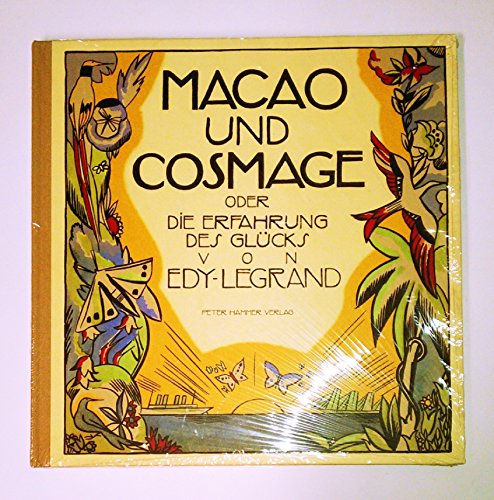 MACAO
UND
COSMAGE
ODER
DIE ERFAHRUNG
DES GLÜCKS
VON
EDY-LEGRAND
PETER HAMMER VERLAG